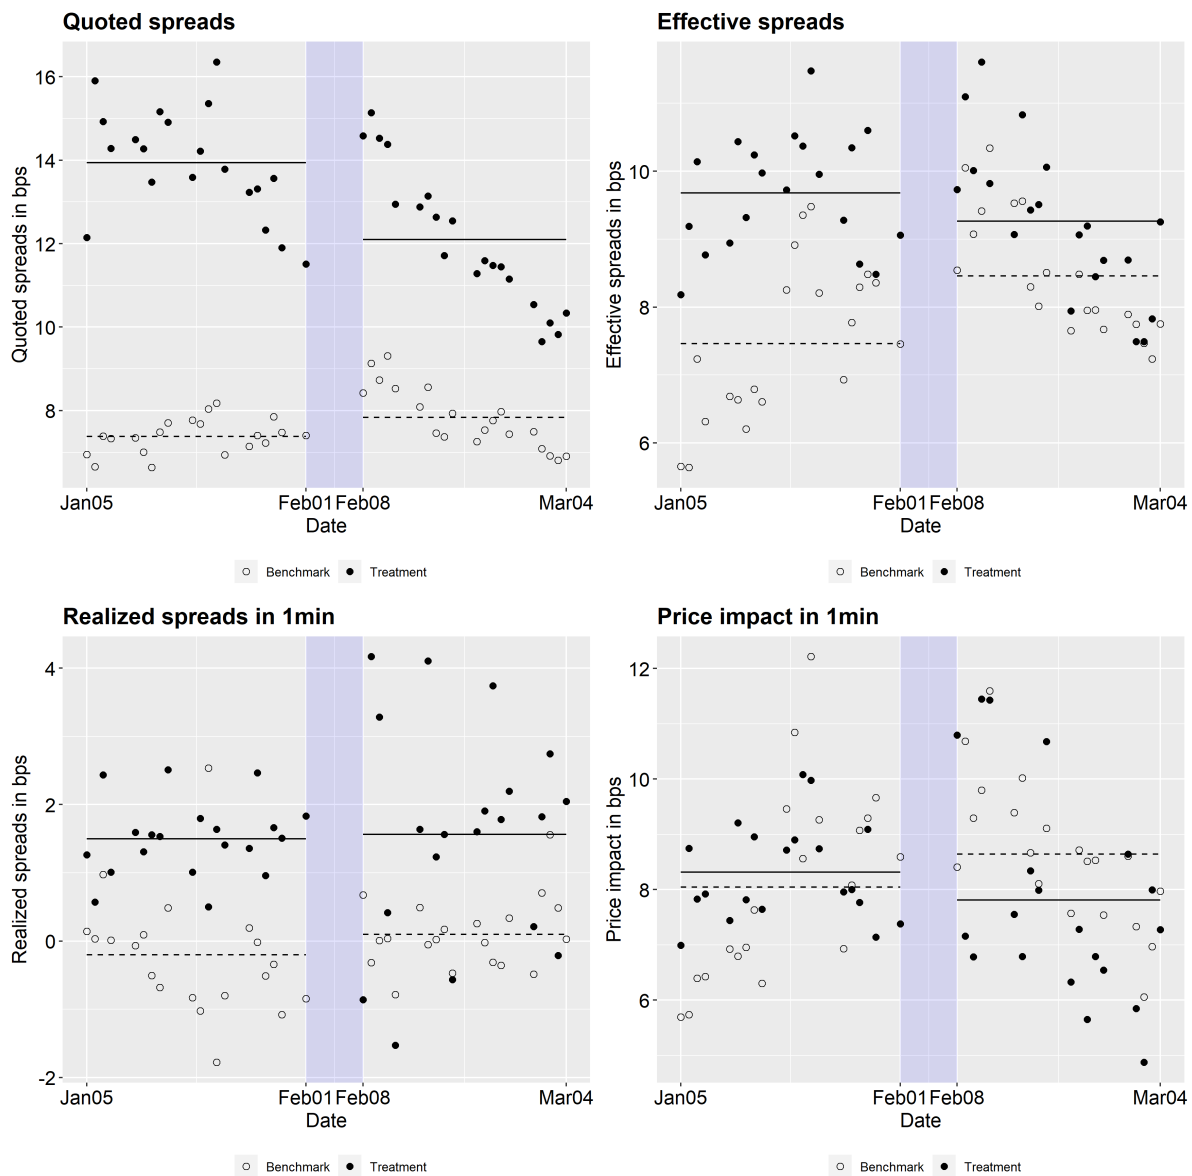 Quoted spreads
Quoted spreads in bps
16
14
12
10
8
Jan05 Feb01 Feb08 Mar04
Date
Benchmark Treatment
Effective spreads
Effective spreads in bps
10
8
6
Jan05 Feb01 Feb08 Mar04
Date
Benchmark Treatment
Realized spreads in 1min
Realized spreads in bps
4
2
0
-2
Jan05 Feb01 Feb08 Mar04
Date
Benchmark Treatment
Price impact in 1min
Price impact in bps
12
10
8
6
Jan05 Feb01 Feb08 Mar04
Date
Benchmark Treatment